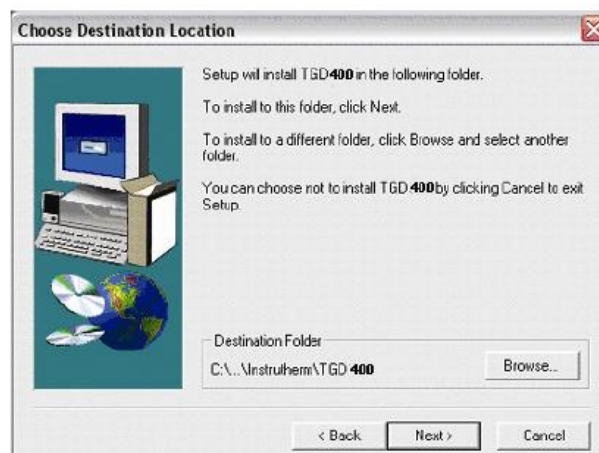 Choose Destination Location
Setup will install TGD400 in the following folder.
To install to this folder, click Next.
To install to a different folder, click Browse and select another
folder.
You can choose not to install TGD 400 by clicking Cancel to exit
Setup.
Destination Folder
C:\...\Instrutherm\TGD 400
Browse...
< Back
Next >
Cancel